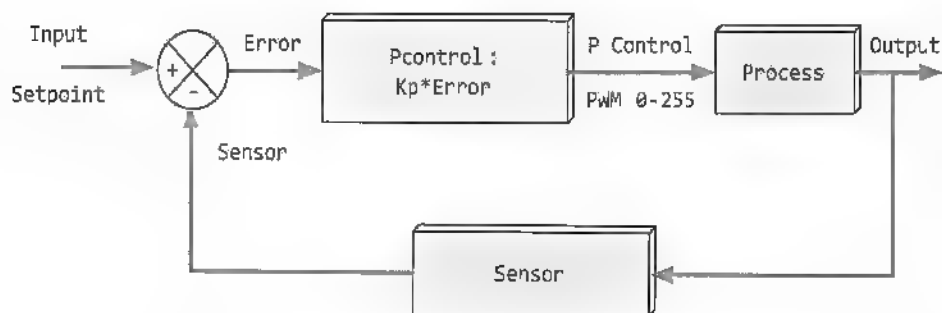 Input
Setpoint
+
-
Error
Pcontrol:
Kp*Error
P Control
PWM 0-255
Process
Output
Sensor
Sensor